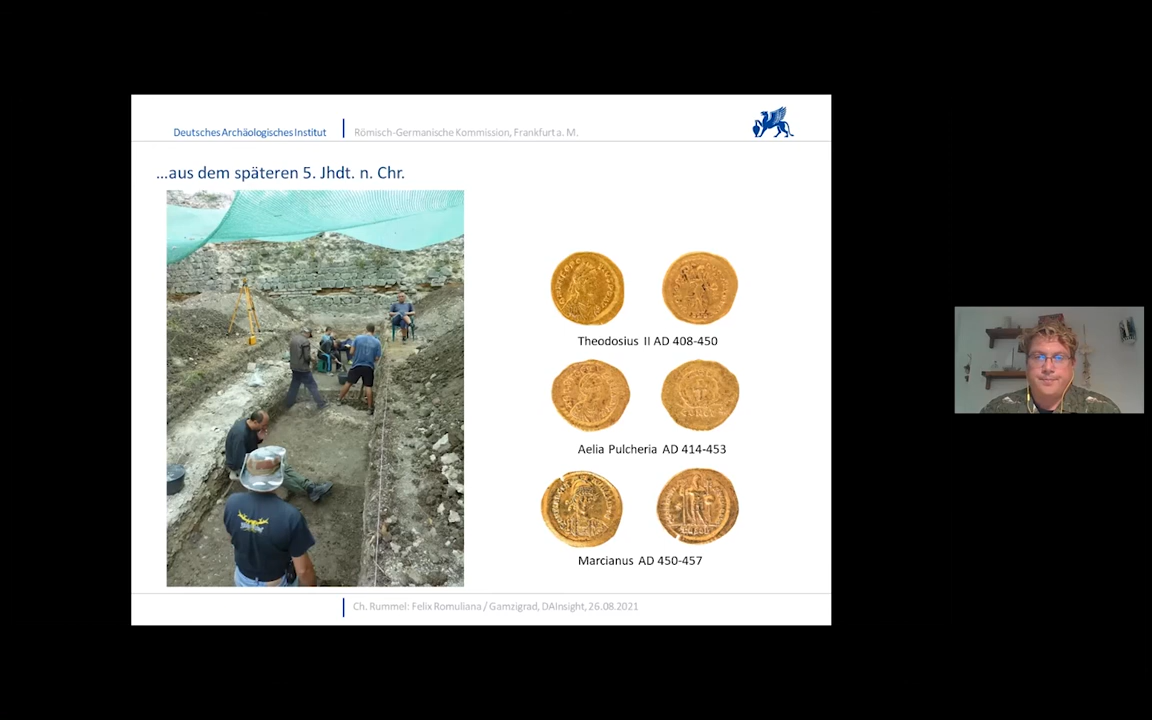 Deutsches Archäologisches Institut
Römisch-Germanische Kommission, Frankfurt a. M.
...aus dem späteren 5. Jhdt. n. Chr.
Theodosius II AD 408-450
Aelia Pulcheria AD 414-453
Marcianus AD 450-457
Ch. Rummel: Felix Romuliana / Gamzigrad, DAInsight, 26.08.2021